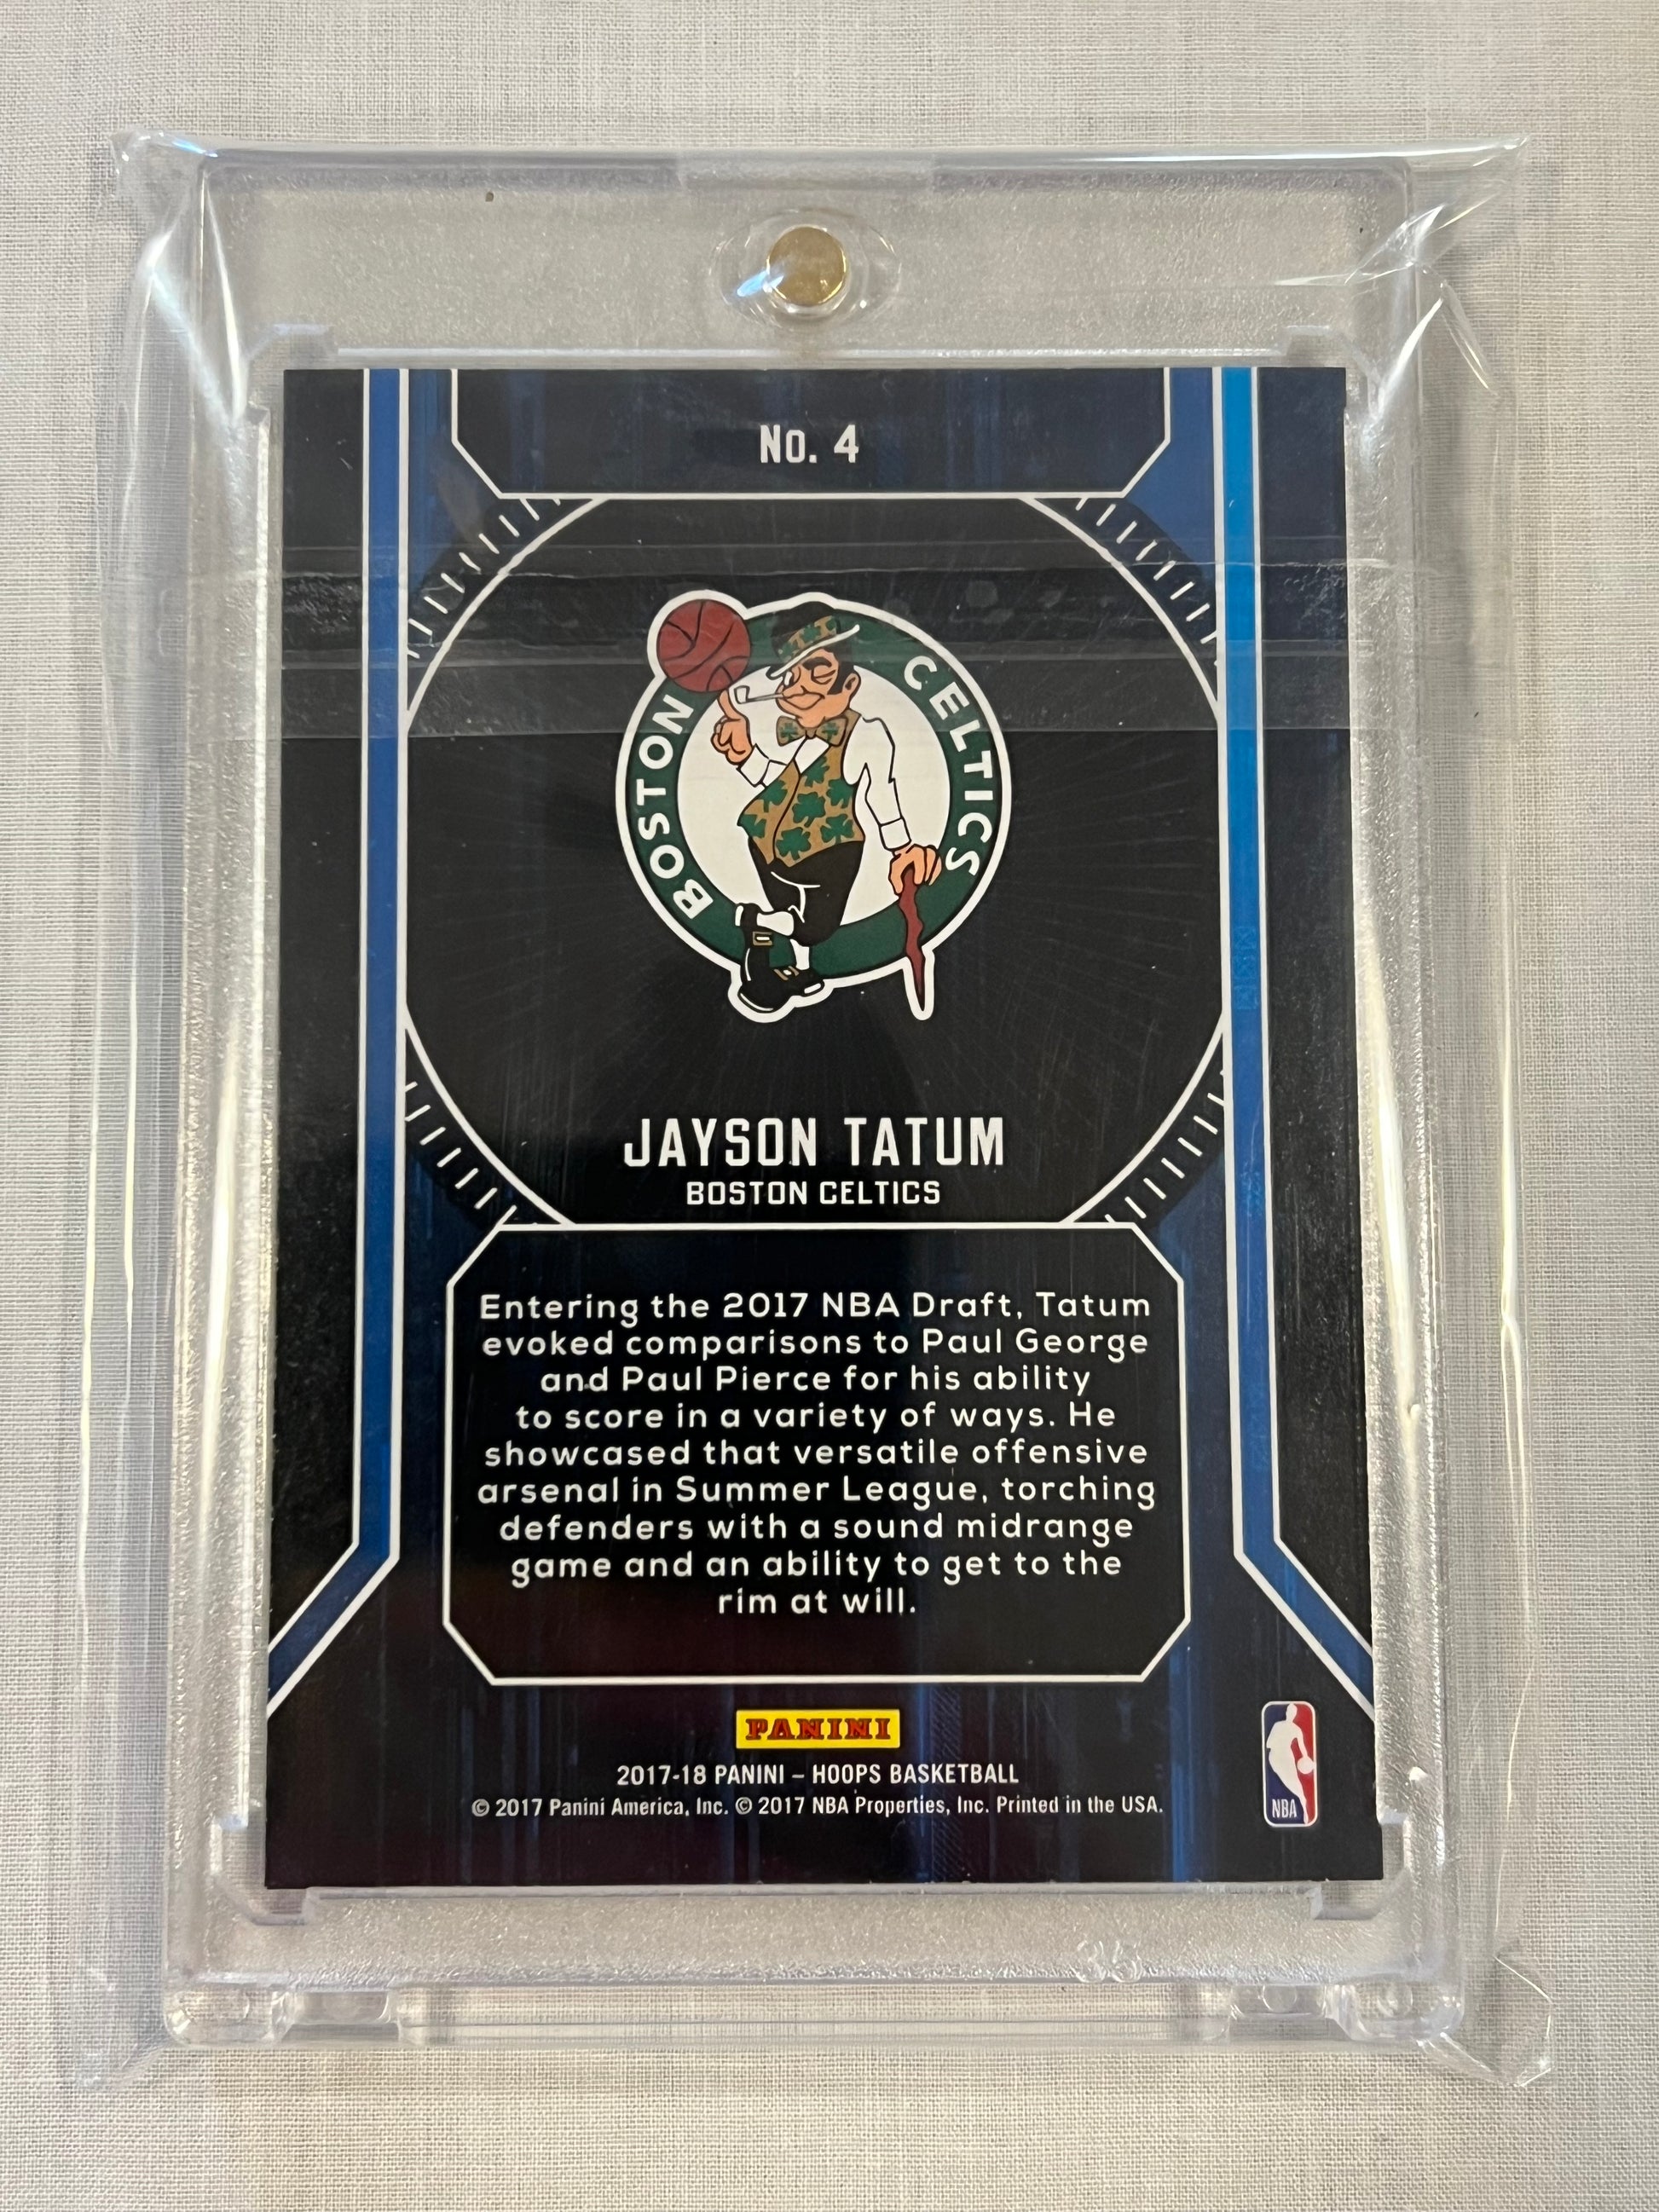 No. 4
BOSTON CELTICS
JAYSON TATUM
BOSTON CELTICS
Entering the 2017 NBA Draft, Tatum
evoked comparisons to Paul George
and Paul Pierce for his ability
to score in a variety of ways. He
showcased that versatile offensive
arsenal in Summer League, torching
defenders with a sound midrange
game and an ability to get to the
rim at will.
PANINI
2017-18 PANINI – HOOPS BASKETBALL
© 2017 Panini America, Inc. © 2017 NBA Properties, Inc. Printed in the USA.
NBA